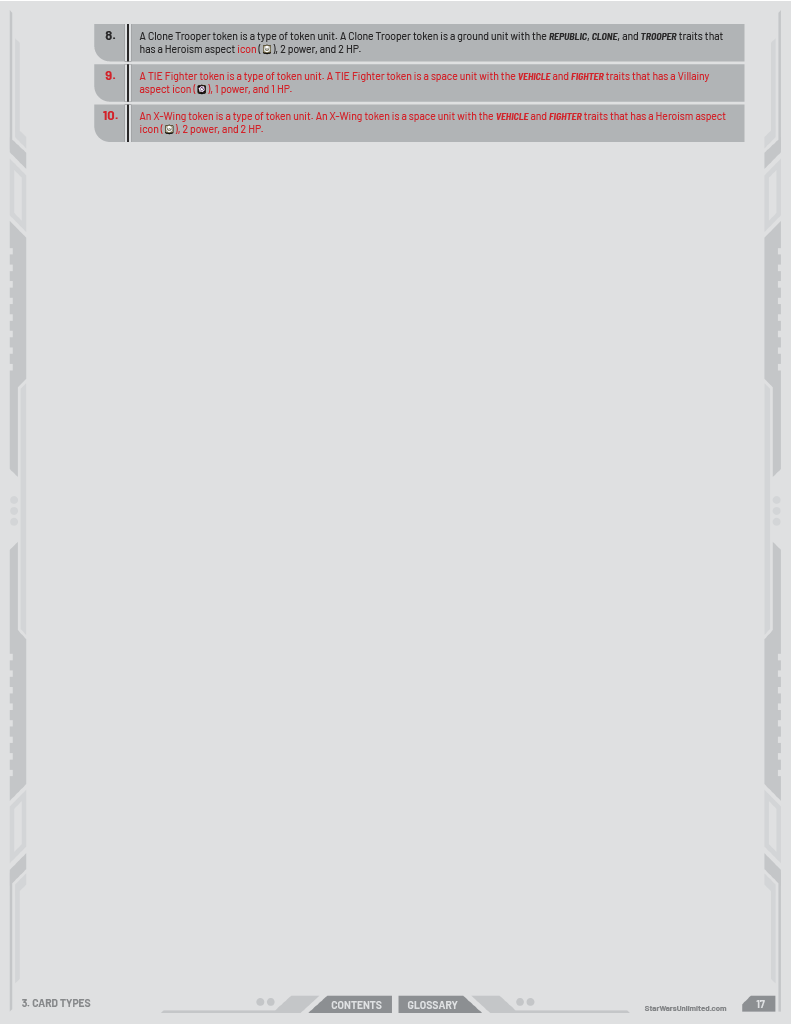 8. A Clone Trooper token is a type of token unit. A Clone Trooper token is a ground unit with the REPUBLIC, CLONE, and TROOPER traits that
has a Heroism aspect icon ( ), 2 power, and 2 HP.
9. A TIE Fighter token is a type of token unit. A TIE Fighter token is a space unit with the VEHICLE and FIGHTER traits that has a Villainy
aspect icon ( ), 1 power, and 1 HP.
10. An X-Wing token is a type of token unit. An X-Wing token is a space unit with the VEHICLE and FIGHTER traits that has a Heroism aspect
icon ( ), 2 power, and 2 HP.
3. CARD TYPES
CONTENTS
GLOSSARY
StarWarsUnlimited.com
17